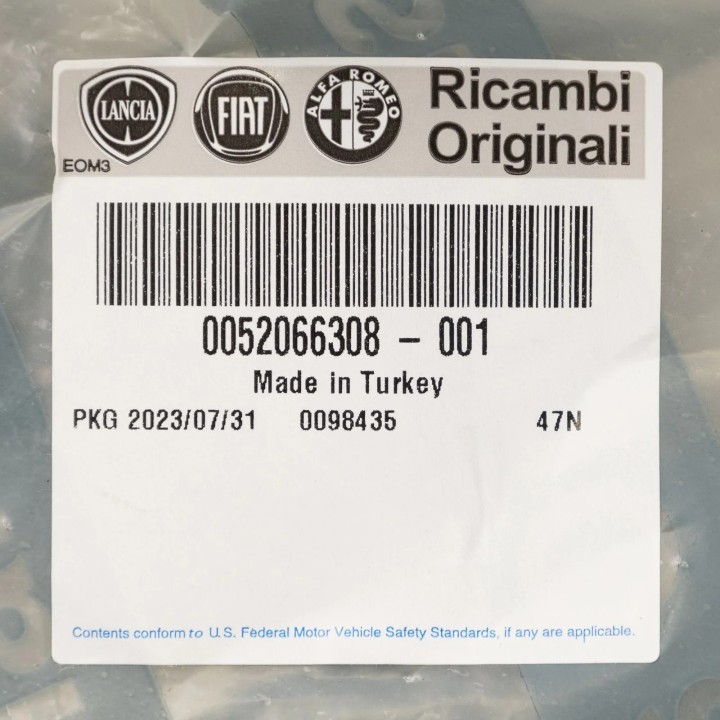 LANCIA FIAT ALFA ROMEO Ricambi
Originali
EOM3
0052066308 - 001
Made in Turkey
PKG 2023/07/31 0098435 47N
Contents conform to U.S. Federal Motor Vehicle Safety Standards, if any are applicable.